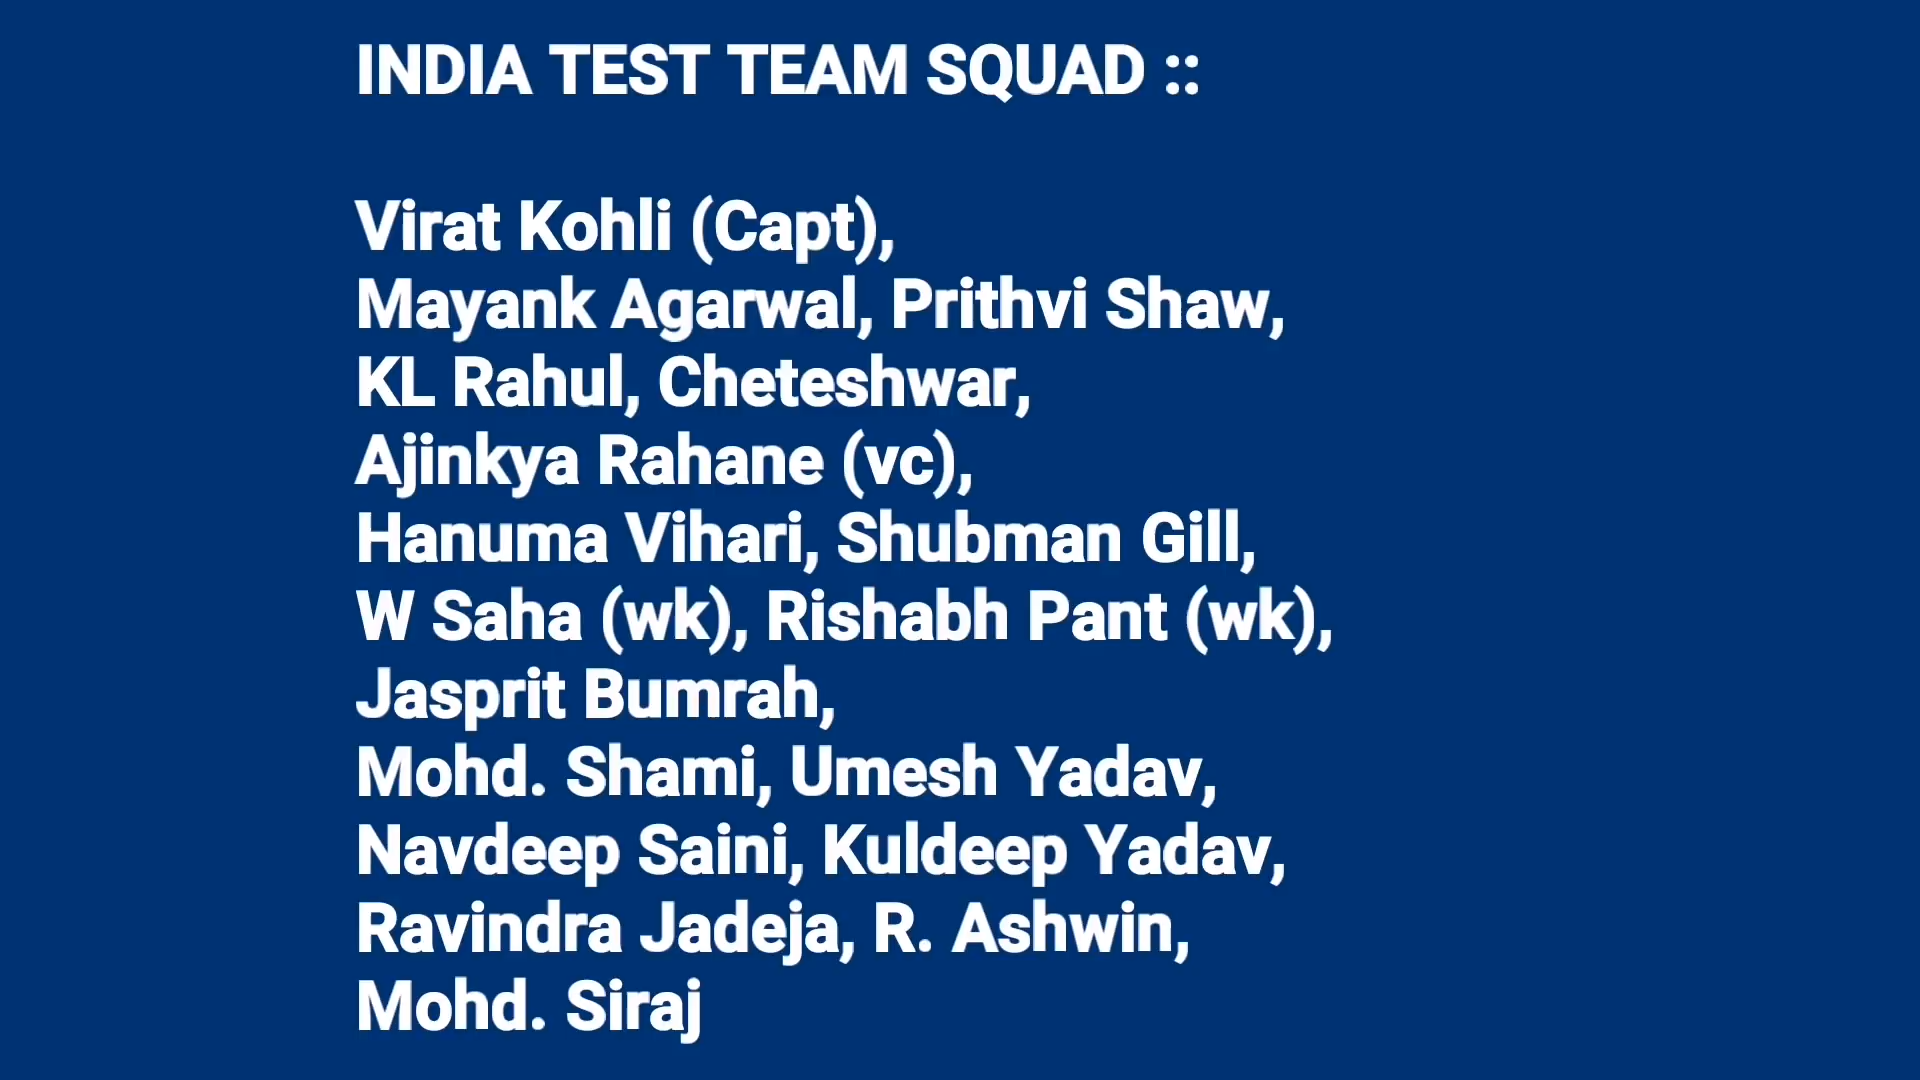 INDIA TEST TEAM SQUAD ::
Virat Kohli (Capt),
Mayank Agarwal, Prithvi Shaw,
KL Rahul, Cheteshwar,
Ajinkya Rahane (vc),
Hanuma Vihari, Shubman Gill,
W Saha (wk), Rishabh Pant (wk),
Jasprit Bumrah,
Mohd. Shami, Umesh Yadav,
Navdeep Saini, Kuldeep Yadav,
Ravindra Jadeja, R. Ashwin,
Mohd. Siraj